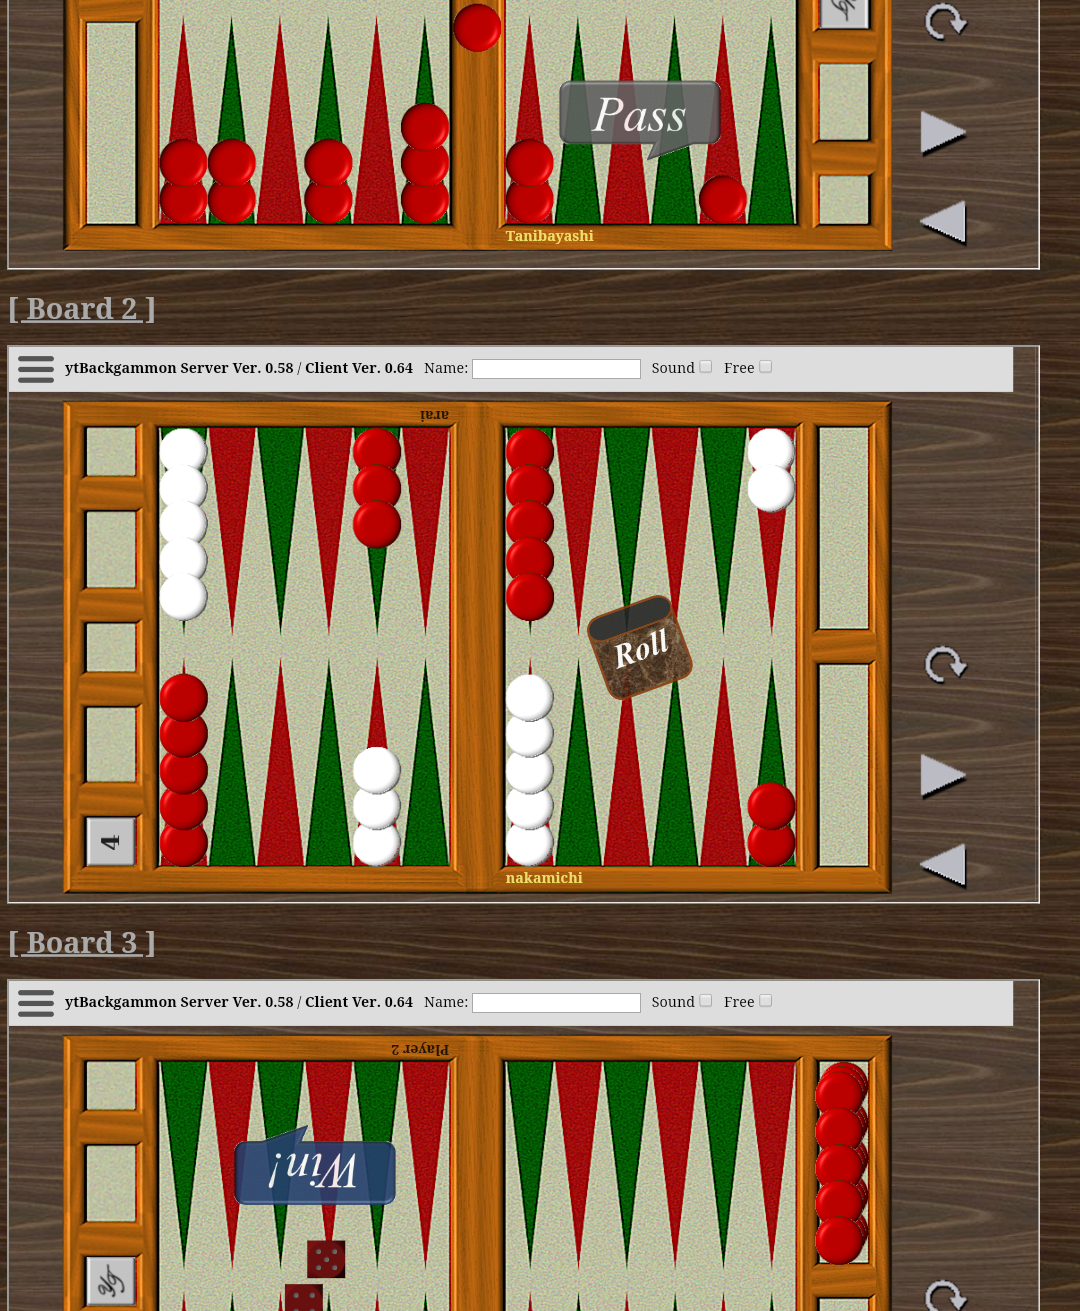 Pass
Tanibayashi
[ Board 2 ]
ytBackgammon Server Ver. 0.58 / Client Ver. 0.64 Name: Sound Free
arai
Roll
4
nakamichi
[ Board 3 ]
ytBackgammon Server Ver. 0.58 / Client Ver. 0.64 Name: Sound Free
Player 2
Win!